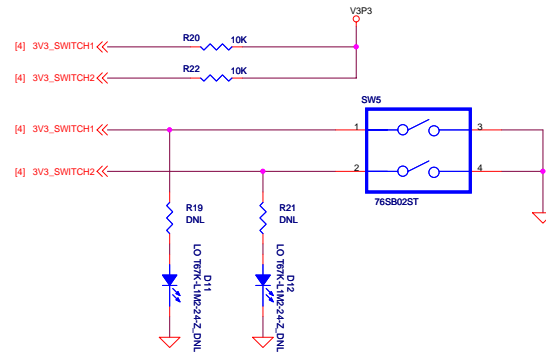 V3P3
R20
10K
[4] 3V3_SWITCH1
R22
10K
[4] 3V3_SWITCH2
SW5
[4] 3V3_SWITCH1
1
3
[4] 3V3_SWITCH2
2
4
76SB02ST
R19
DNL
R21
DNL
D11
LO T67K-L1M2-24-Z_DNL
D12
LO T67K-L1M2-24-Z_DNL